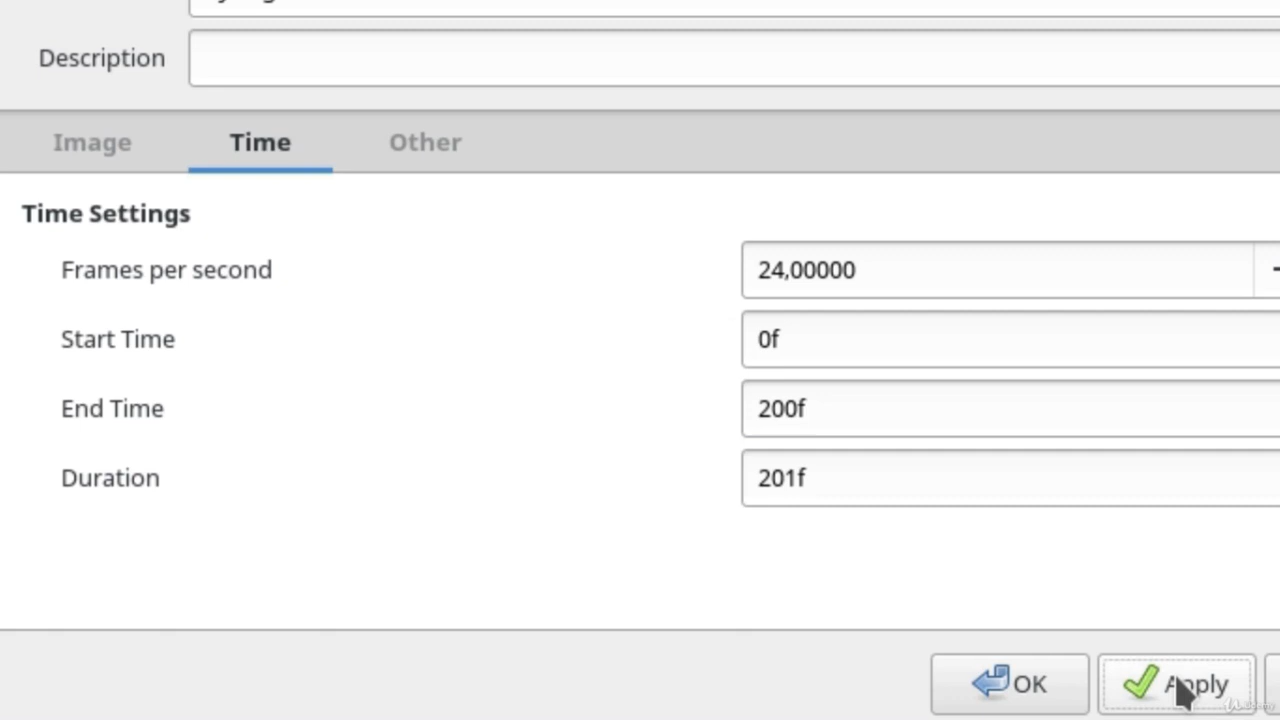 Description
Image Time Other
Time Settings
Frames per second 24,00000
Start Time 0f
End Time 200f
Duration 201f
OK Apply